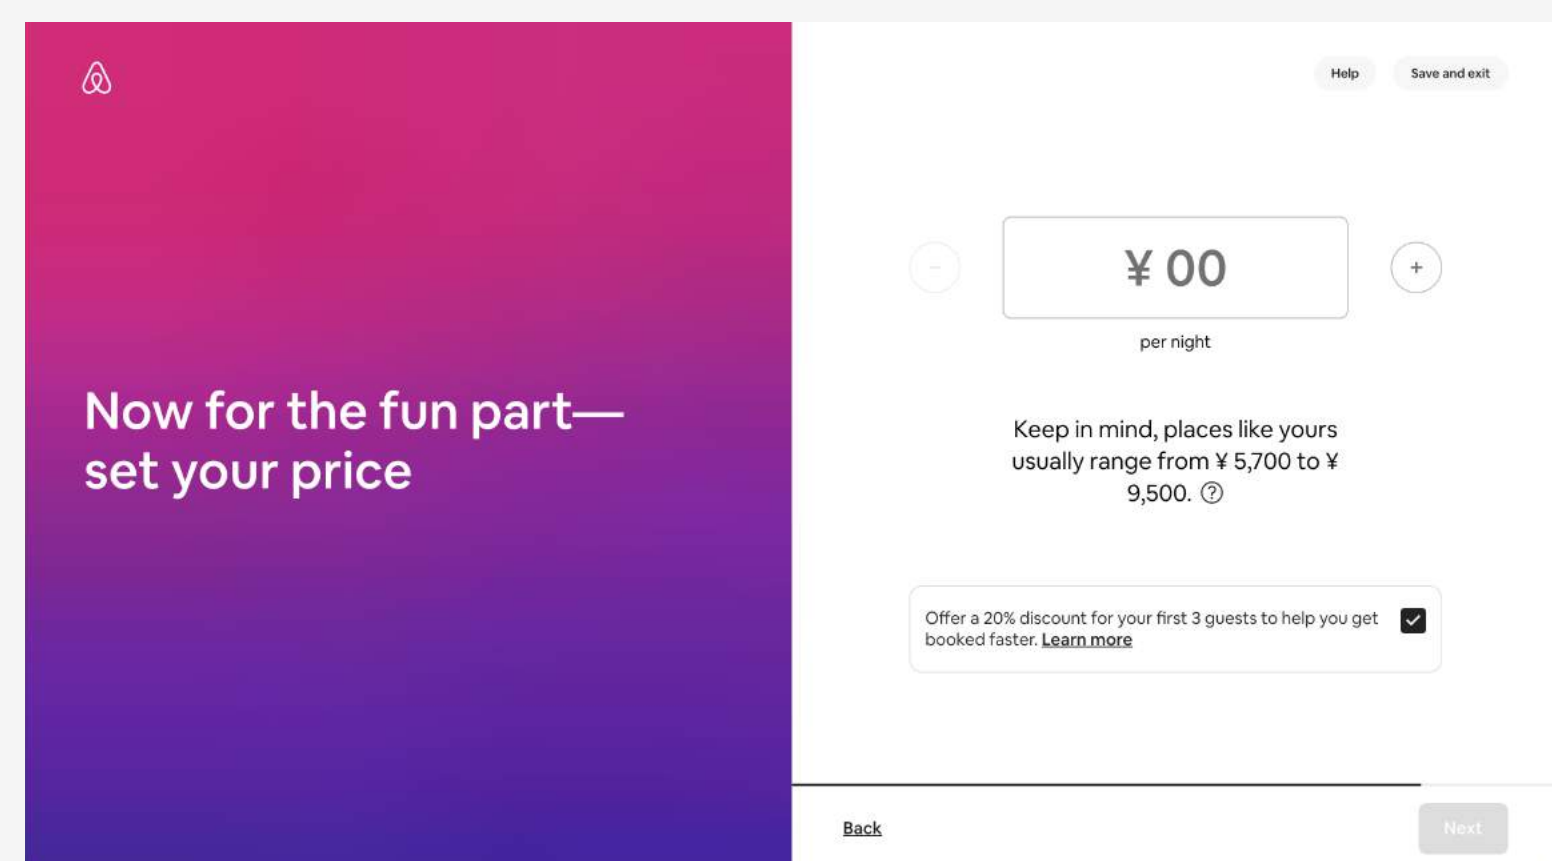 Help
Save and exit
Now for the fun part—
set your price
-
¥ 00
+
per night
Keep in mind, places like yours
usually range from ¥ 5,700 to ¥
9,500. ?
Offer a 20% discount for your first 3 guests to help you get
booked faster. Learn more
Back
Next